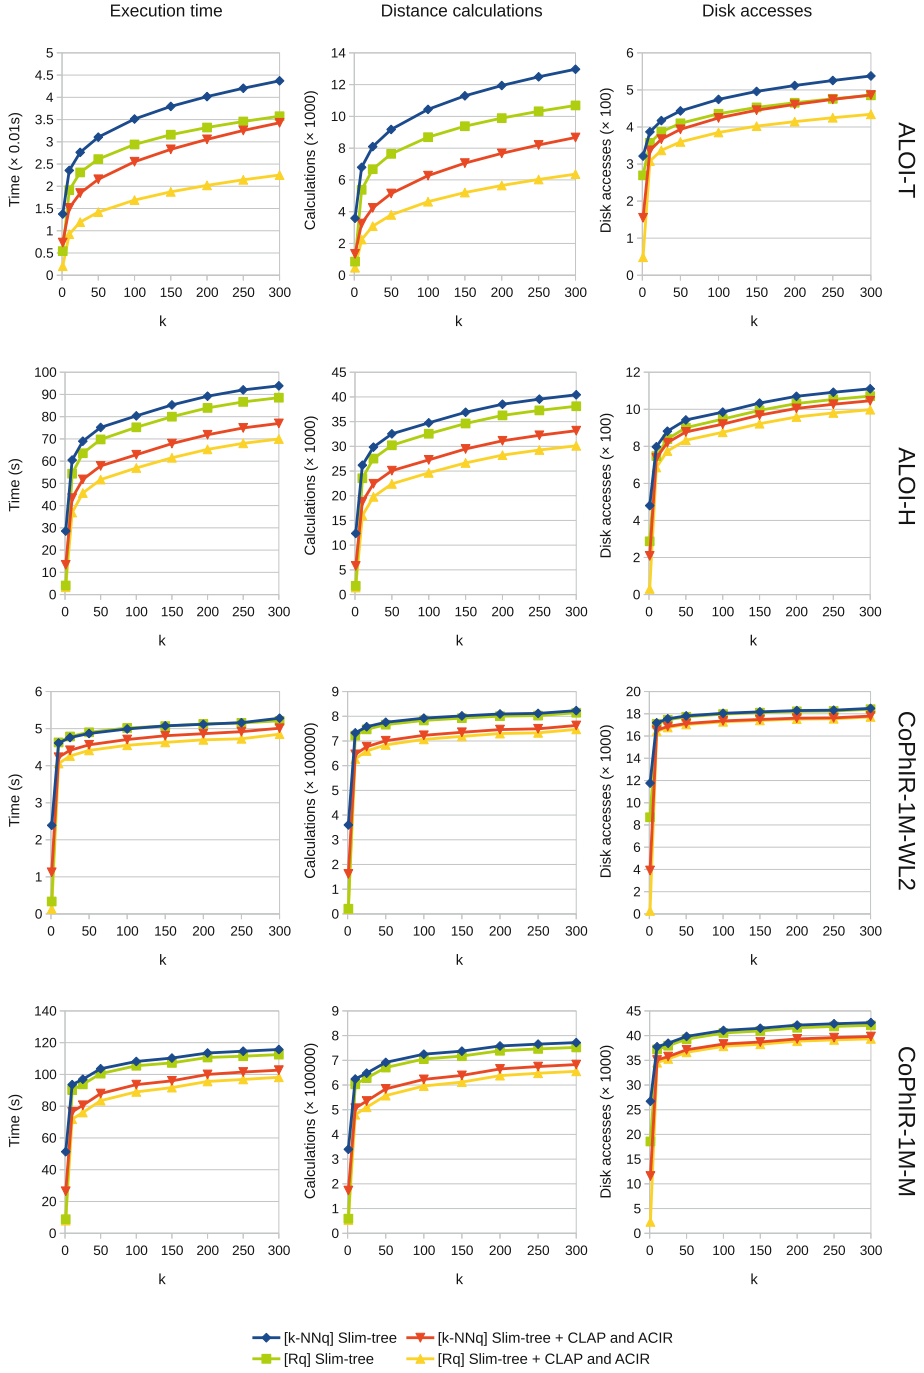 Execution time Distance calculations Disk accesses
Time (× 0.01s)
5
4.5
4
3.5
3
2.5
2
1.5
1
0.5
0
0 50 100 150 200 250 300
k
Calculations (× 1000)
14
12
10
8
6
4
2
0
0 50 100 150 200 250 300
k
Disk accesses (× 100)
6
5
4
3
2
1
0
0 50 100 150 200 250 300
k
ALOI-T
Time (s)
100
90
80
70
60
50
40
30
20
10
0
0 50 100 150 200 250 300
k
Calculations (× 1000)
45
40
35
30
25
20
15
10
5
0
0 50 100 150 200 250 300
k
Disk accesses (× 100)
12
10
8
6
4
2
0
0 50 100 150 200 250 300
k
ALOI-H
Time (s)
6
5
4
3
2
1
0
0 50 100 150 200 250 300
k
Calculations (× 100000)
9
8
7
6
5
4
3
2
1
0
0 50 100 150 200 250 300
k
Disk accesses (× 1000)
20
18
16
14
12
10
8
6
4
2
0
0 50 100 150 200 250 300
k
CoPhIR-1M-WL2
Time (s)
140
120
100
80
60
40
20
0
0 50 100 150 200 250 300
k
Calculations (× 100000)
9
8
7
6
5
4
3
2
1
0
0 50 100 150 200 250 300
k
Disk accesses (× 1000)
45
40
35
30
25
20
15
10
5
0
0 50 100 150 200 250 300
k
CoPhIR-1M-M
[k-NNq] Slim-tree [k-NNq] Slim-tree + CLAP and ACIR
[Rq] Slim-tree [Rq] Slim-tree + CLAP and ACIR